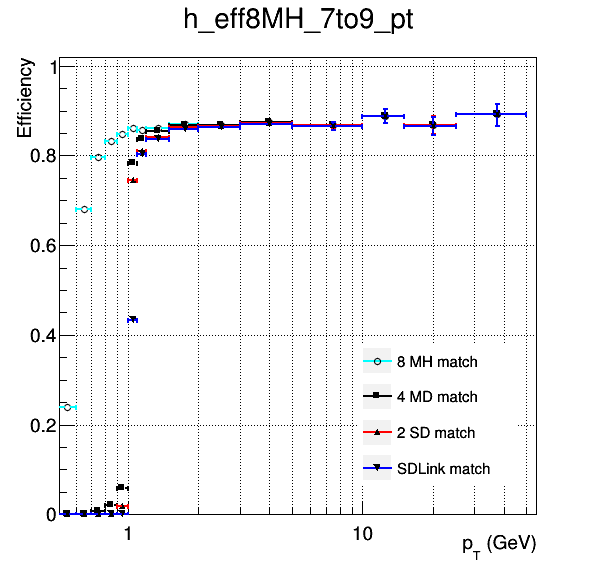 h_eff8MH_7to9_pt
Efficiency
1
0.8
0.6
0.4
0.2
0
8 MH match
4 MD match
2 SD match
SDLink match
1
10
p_T (GeV)